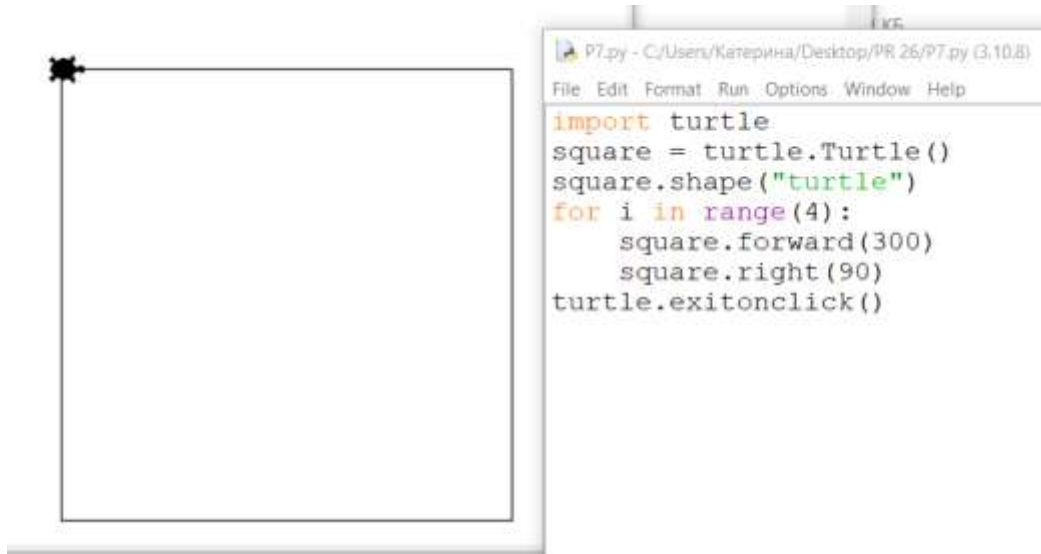 КБ
P7.py - C:/Users/Катерина/Desktop/PR 26/P7.py (3.10.8)
File Edit Format Run Options Window Help
import turtle
square = turtle.Turtle()
square.shape("turtle")
for i in range(4):
    square.forward(300)
    square.right(90)
turtle.exitonclick()